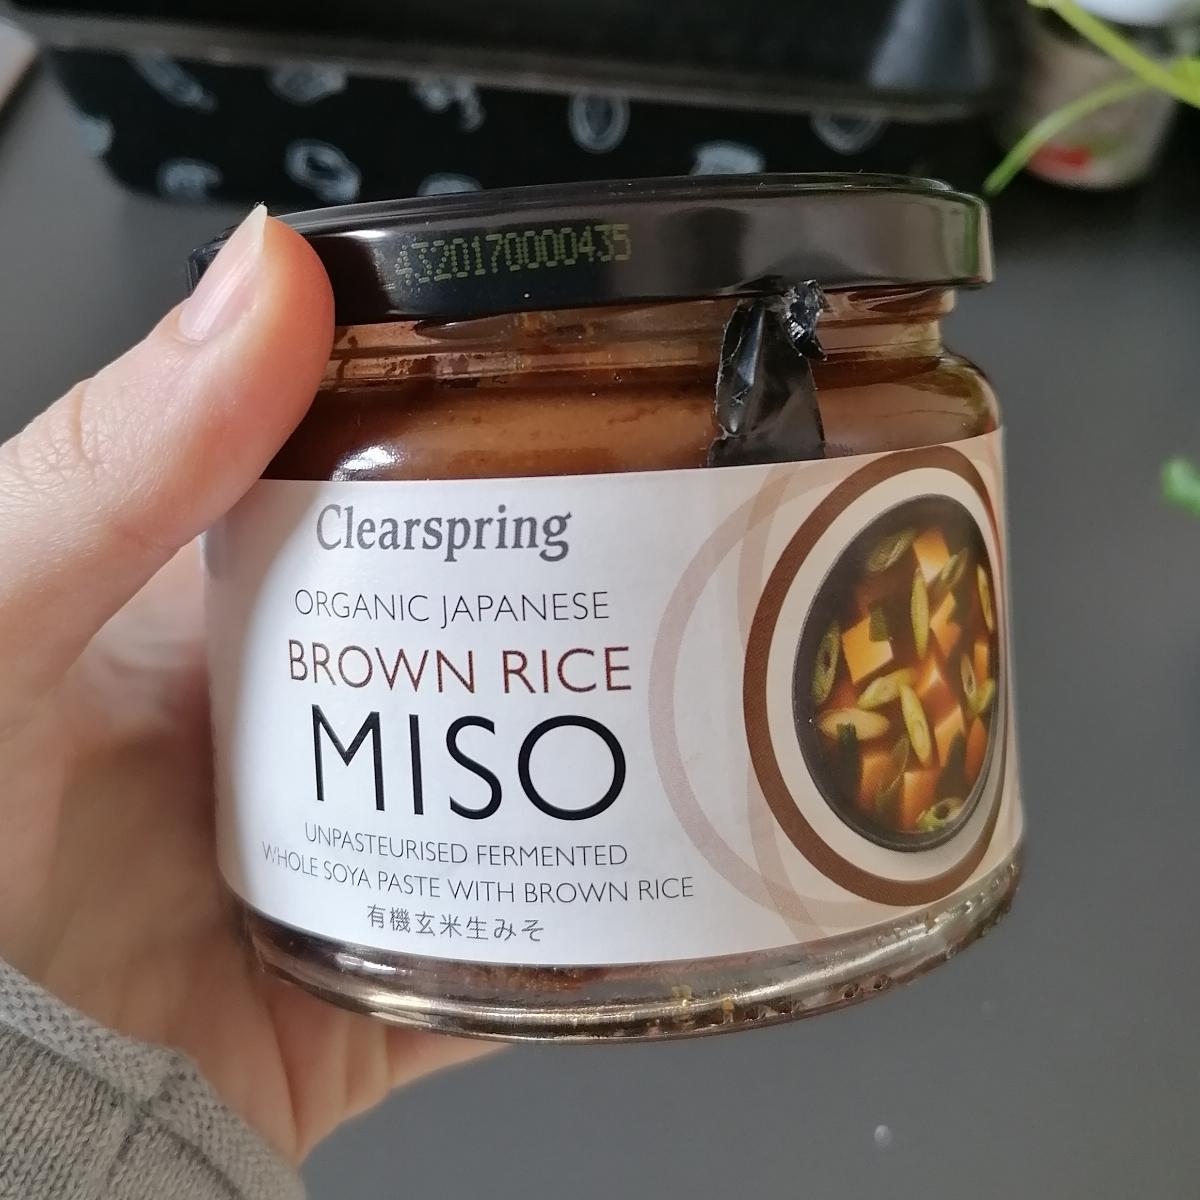 4320170000435
Clearspring
ORGANIC JAPANESE
BROWN RICE
MISO
UNPASTEURISED FERMENTED
WHOLE SOYA PASTE WITH BROWN RICE
有機玄米生みそ